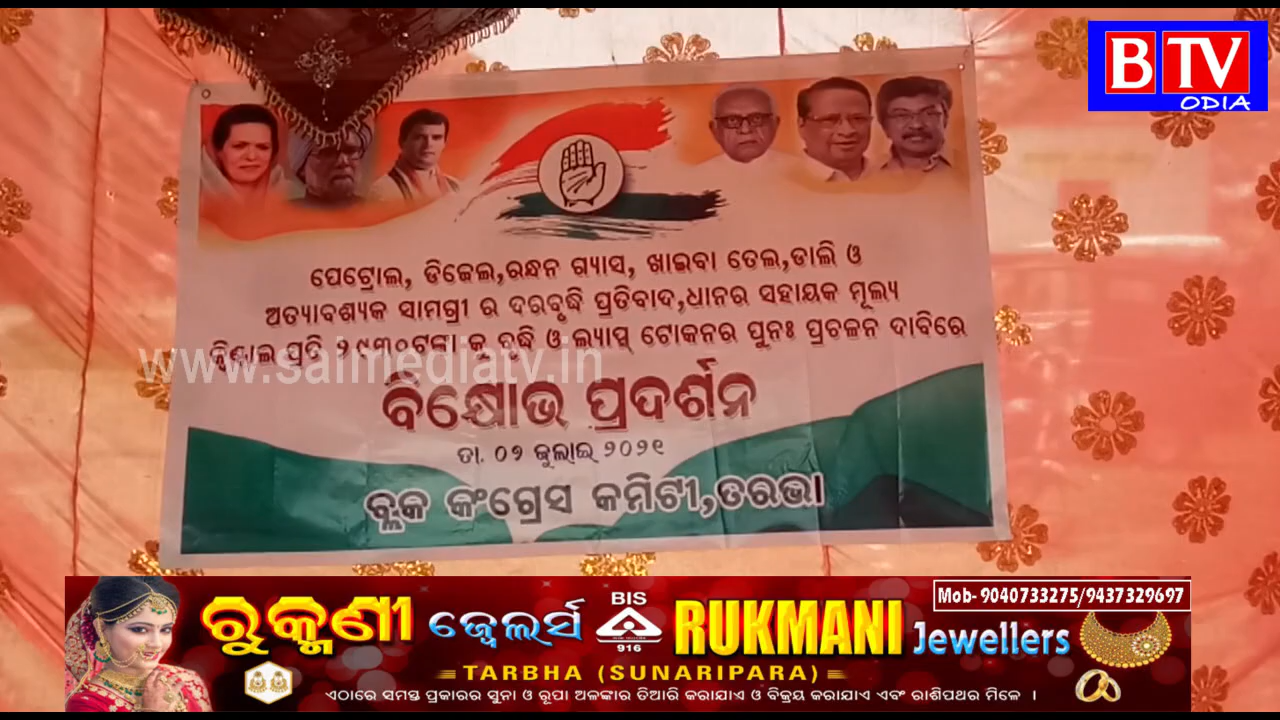 BTV
ODIA
ପେଟ୍ରୋଲ, ଡିଜେଲ,ରନ୍ଧନ ଗ୍ୟାସ, ଖାଇବା ତେଲ,ଡାଲି ଓ
ଅତ୍ୟାବଶ୍ୟକ ସାମଗ୍ରୀ ର ଦରବୃଦ୍ଧି ପ୍ରତିବାଦ,ଧାନର ସହାୟକ ମୂଲ୍ୟ
କ୍ୱିଣ୍ଟାଲ ପ୍ରତି ୨୯୩୦ଟଙ୍କା କୁ ବୃଦ୍ଧି ଓ ଲ୍ୟାପ୍ସ ଟୋକନର ପୁନଃ ପ୍ରଚଳନ ଦାବିରେ
www.saimediatv.in
ବିକ୍ଷୋଭ ପ୍ରଦର୍ଶନ
ତା. ୦୭ ଜୁଲାଇ ୨୦୨୧
ବ୍ଲକ କଂଗ୍ରେସ କମିଟୀ,ତରଭା
Mob- 9040733275/9437329697
ରୁକ୍ମଣୀ ଜ୍ୱେଲର୍ସ BIS 916 RUKMANI Jewellers
TARBHA (SUNARIPARA)
ଏଠାରେ ସମସ୍ତ ପ୍ରକାରର ସୁନା ଓ ରୂପା ଅଳଙ୍କାର ତିଆରି କରାଯାଏ ଓ ବିକ୍ରୟ କରାଯାଏ ଏବଂ ରାଶିପଥର ମିଳେ ।